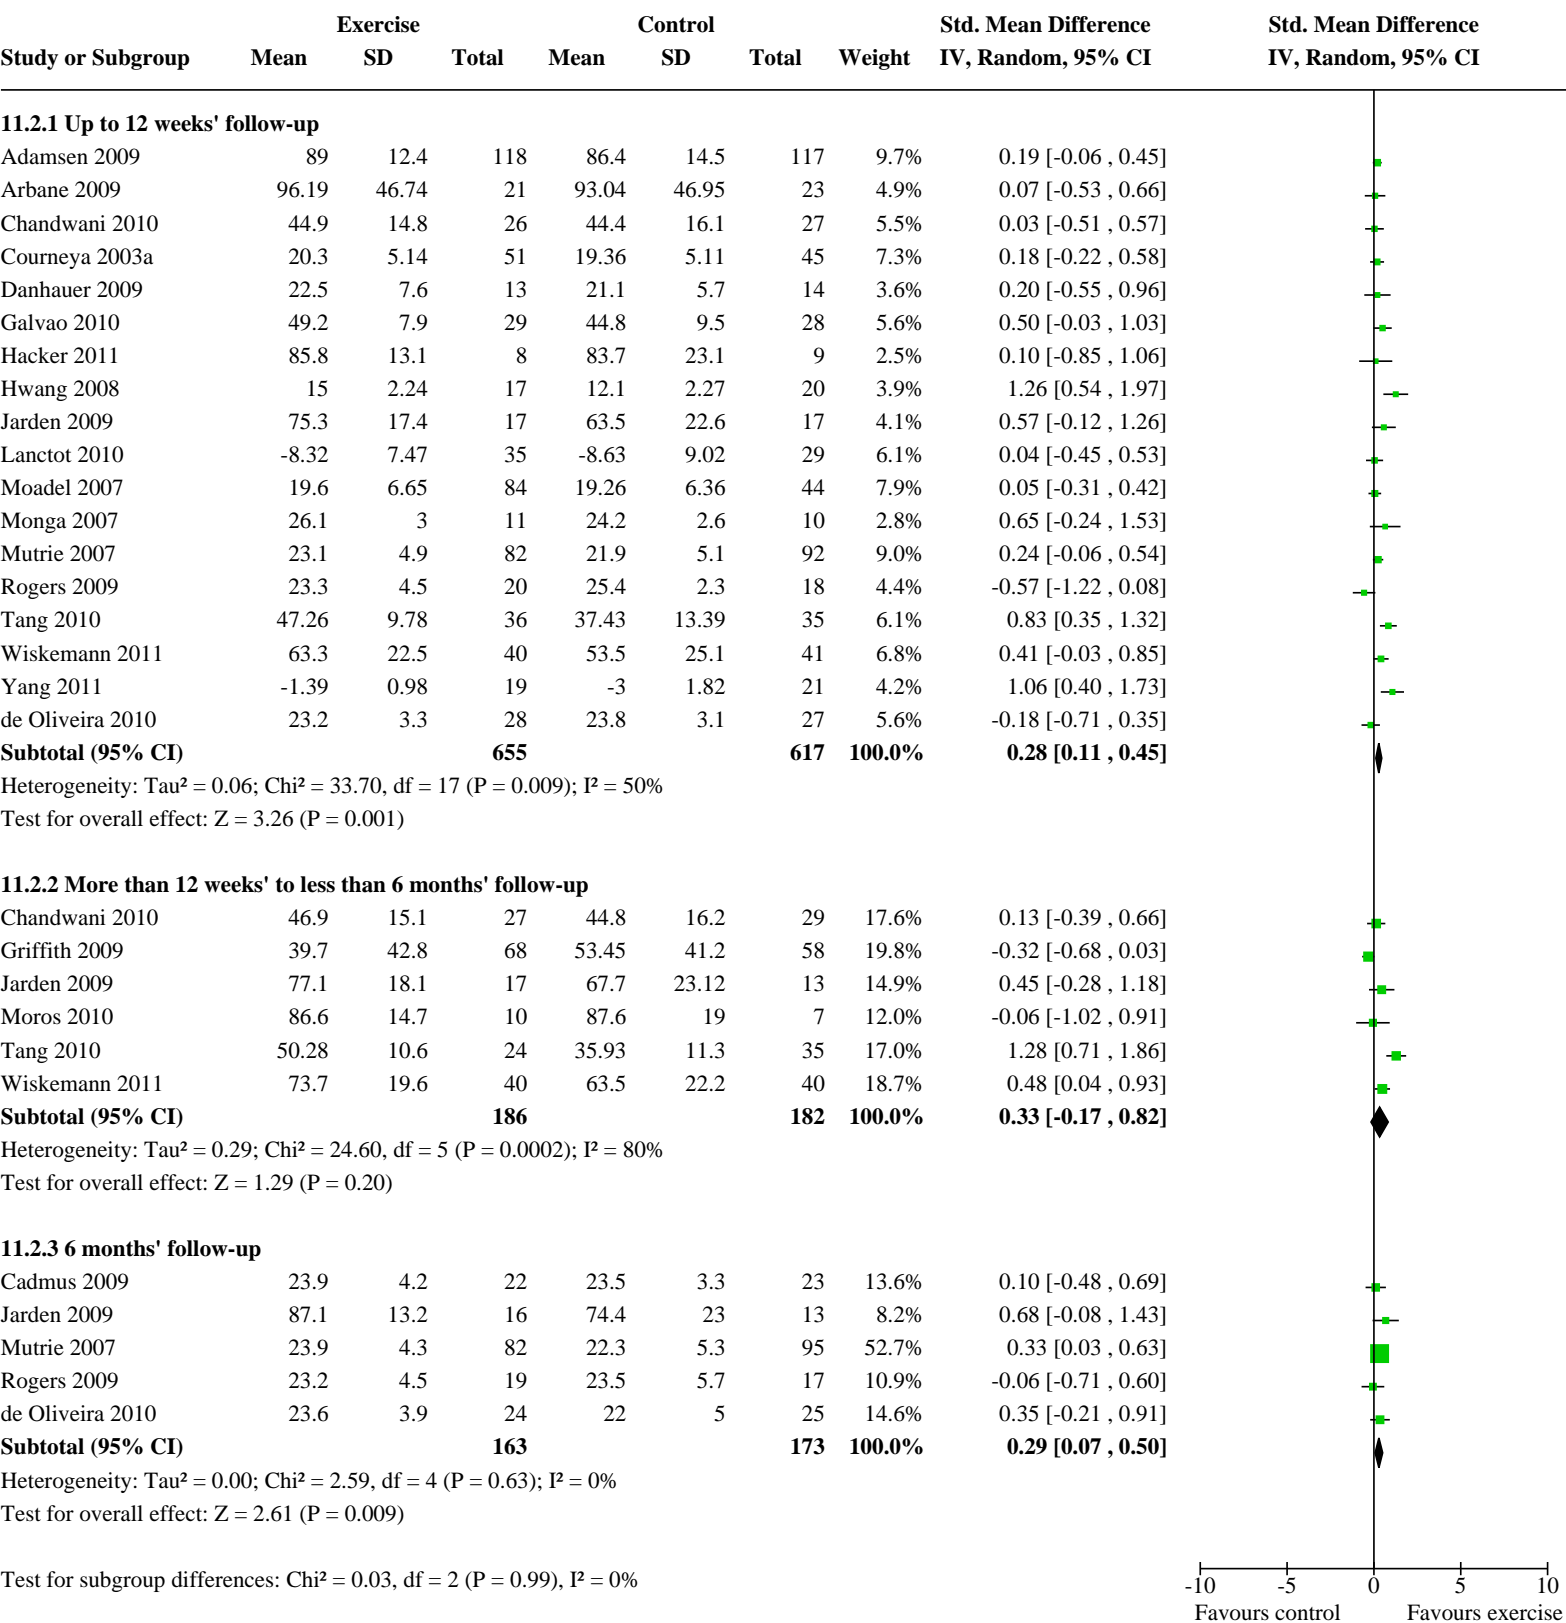 Exercise Control Std. Mean Difference Std. Mean Difference
Study or Subgroup Mean SD Total Mean SD Total Weight IV, Random, 95% CI IV, Random, 95% CI
11.2.1 Up to 12 weeks' follow-up
Adamsen 2009 89 12.4 118 86.4 14.5 117 9.7% 0.19 [-0.06 , 0.45]
Arbane 2009 96.19 46.74 21 93.04 46.95 23 4.9% 0.07 [-0.53 , 0.66]
Chandwani 2010 44.9 14.8 26 44.4 16.1 27 5.5% 0.03 [-0.51 , 0.57]
Courneya 2003a 20.3 5.14 51 19.36 5.11 45 7.3% 0.18 [-0.22 , 0.58]
Danhauer 2009 22.5 7.6 13 21.1 5.7 14 3.6% 0.20 [-0.55 , 0.96]
Galvao 2010 49.2 7.9 29 44.8 9.5 28 5.6% 0.50 [-0.03 , 1.03]
Hacker 2011 85.8 13.1 8 83.7 23.1 9 2.5% 0.10 [-0.85 , 1.06]
Hwang 2008 15 2.24 17 12.1 2.27 20 3.9% 1.26 [0.54 , 1.97]
Jarden 2009 75.3 17.4 17 63.5 22.6 17 4.1% 0.57 [-0.12 , 1.26]
Lanctot 2010 -8.32 7.47 35 -8.63 9.02 29 6.1% 0.04 [-0.45 , 0.53]
Moadel 2007 19.6 6.65 84 19.26 6.36 44 7.9% 0.05 [-0.31 , 0.42]
Monga 2007 26.1 3 11 24.2 2.6 10 2.8% 0.65 [-0.24 , 1.53]
Mutrie 2007 23.1 4.9 82 21.9 5.1 92 9.0% 0.24 [-0.06 , 0.54]
Rogers 2009 23.3 4.5 20 25.4 2.3 18 4.4% -0.57 [-1.22 , 0.08]
Tang 2010 47.26 9.78 36 37.43 13.39 35 6.1% 0.83 [0.35 , 1.32]
Wiskemann 2011 63.3 22.5 40 53.5 25.1 41 6.8% 0.41 [-0.03 , 0.85]
Yang 2011 -1.39 0.98 19 -3 1.82 21 4.2% 1.06 [0.40 , 1.73]
de Oliveira 2010 23.2 3.3 28 23.8 3.1 27 5.6% -0.18 [-0.71 , 0.35]
Subtotal (95% CI) 655 617 100.0% 0.28 [0.11 , 0.45]
Heterogeneity: Tau² = 0.06; Chi² = 33.70, df = 17 (P = 0.009); I² = 50%
Test for overall effect: Z = 3.26 (P = 0.001)
11.2.2 More than 12 weeks' to less than 6 months' follow-up
Chandwani 2010 46.9 15.1 27 44.8 16.2 29 17.6% 0.13 [-0.39 , 0.66]
Griffith 2009 39.7 42.8 68 53.45 41.2 58 19.8% -0.32 [-0.68 , 0.03]
Jarden 2009 77.1 18.1 17 67.7 23.12 13 14.9% 0.45 [-0.28 , 1.18]
Moros 2010 86.6 14.7 10 87.6 19 7 12.0% -0.06 [-1.02 , 0.91]
Tang 2010 50.28 10.6 24 35.93 11.3 35 17.0% 1.28 [0.71 , 1.86]
Wiskemann 2011 73.7 19.6 40 63.5 22.2 40 18.7% 0.48 [0.04 , 0.93]
Subtotal (95% CI) 186 182 100.0% 0.33 [-0.17 , 0.82]
Heterogeneity: Tau² = 0.29; Chi² = 24.60, df = 5 (P = 0.0002); I² = 80%
Test for overall effect: Z = 1.29 (P = 0.20)
11.2.3 6 months' follow-up
Cadmus 2009 23.9 4.2 22 23.5 3.3 23 13.6% 0.10 [-0.48 , 0.69]
Jarden 2009 87.1 13.2 16 74.4 23 13 8.2% 0.68 [-0.08 , 1.43]
Mutrie 2007 23.9 4.3 82 22.3 5.3 95 52.7% 0.33 [0.03 , 0.63]
Rogers 2009 23.2 4.5 19 23.5 5.7 17 10.9% -0.06 [-0.71 , 0.60]
de Oliveira 2010 23.6 3.9 24 22 5 25 14.6% 0.35 [-0.21 , 0.91]
Subtotal (95% CI) 163 173 100.0% 0.29 [0.07 , 0.50]
Heterogeneity: Tau² = 0.00; Chi² = 2.59, df = 4 (P = 0.63); I² = 0%
Test for overall effect: Z = 2.61 (P = 0.009)
Test for subgroup differences: Chi² = 0.03, df = 2 (P = 0.99), I² = 0%
-10 -5 0 5 10
Favours control Favours exercise